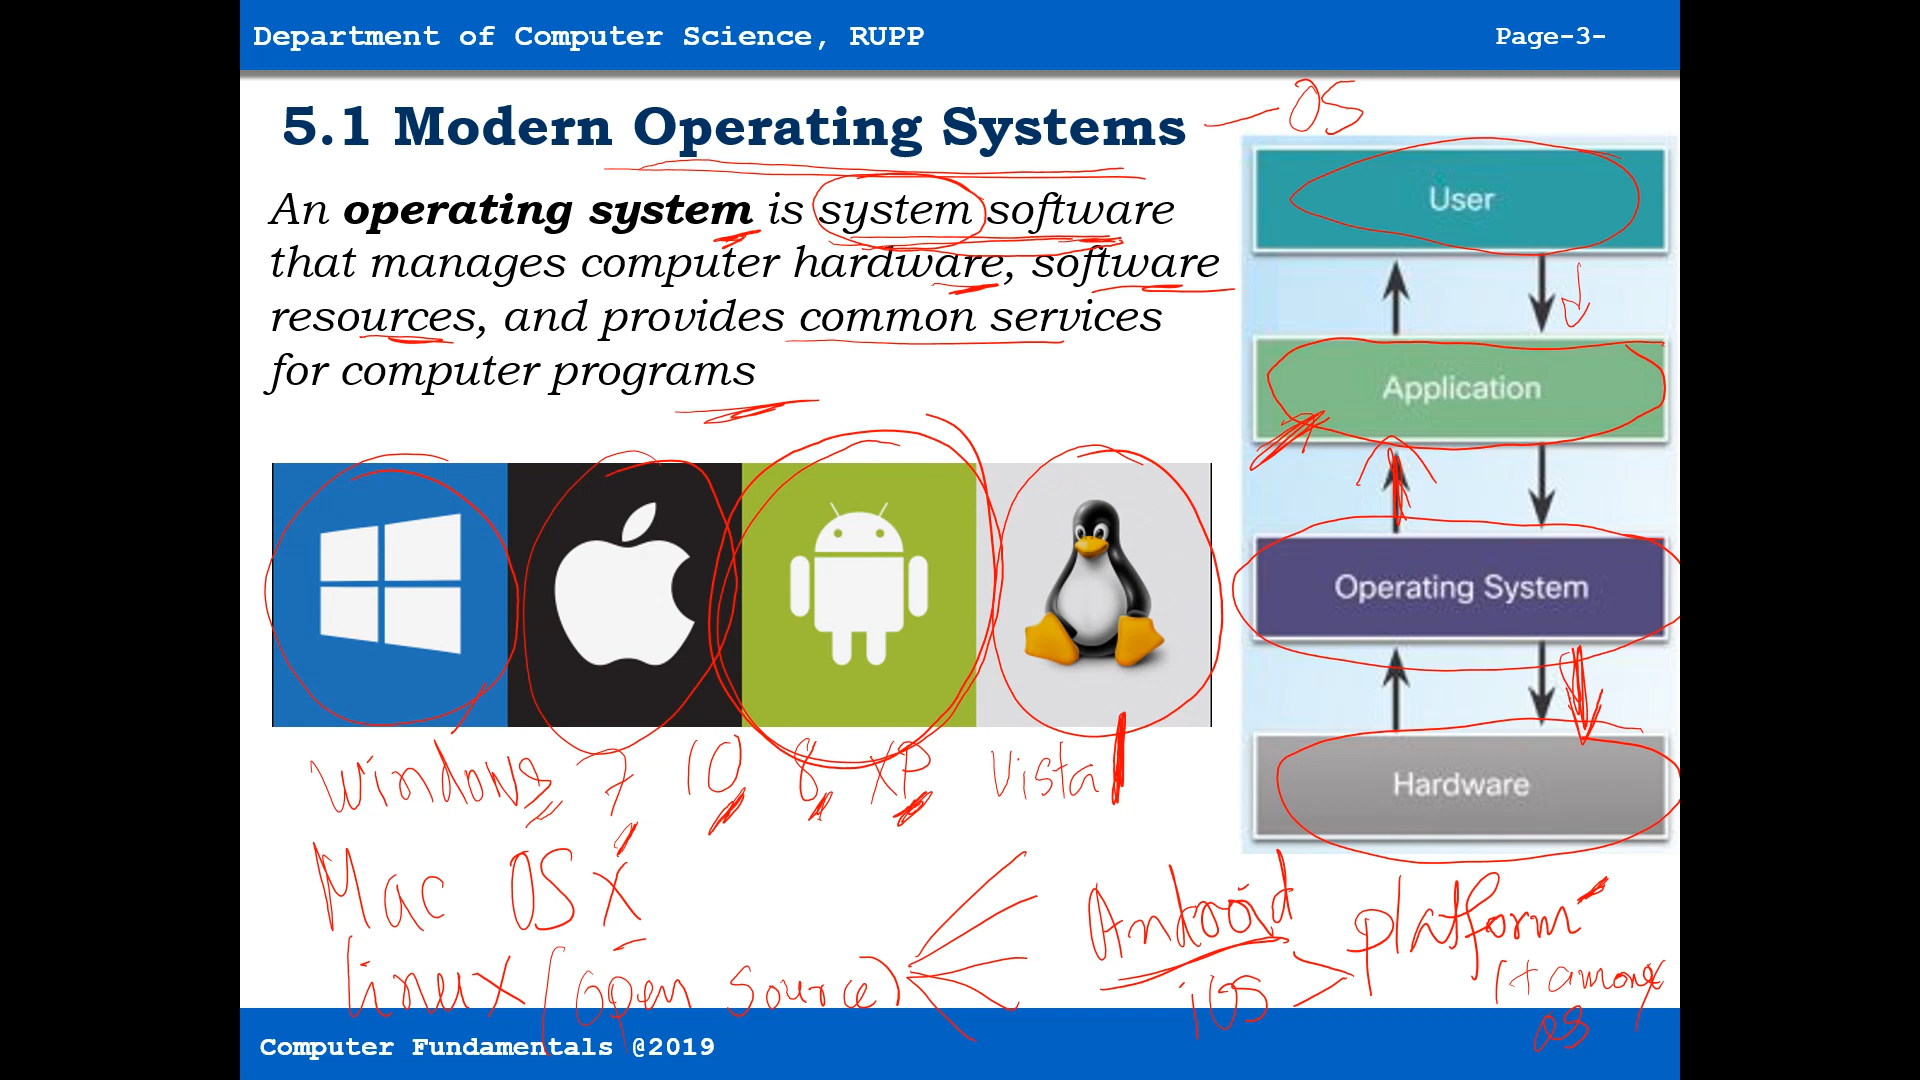 Department of Computer Science, RUPP
Page-3-
5.1 Modern Operating Systems
OS
An operating system is system software
that manages computer hardware, software
resources, and provides common services
for computer programs
User
Application
Operating System
Hardware
Windows 7 10 8 XP Vista
Mac OS X
Linux (open source)
Android
iOS
platform
OS
Computer Fundamentals @2019